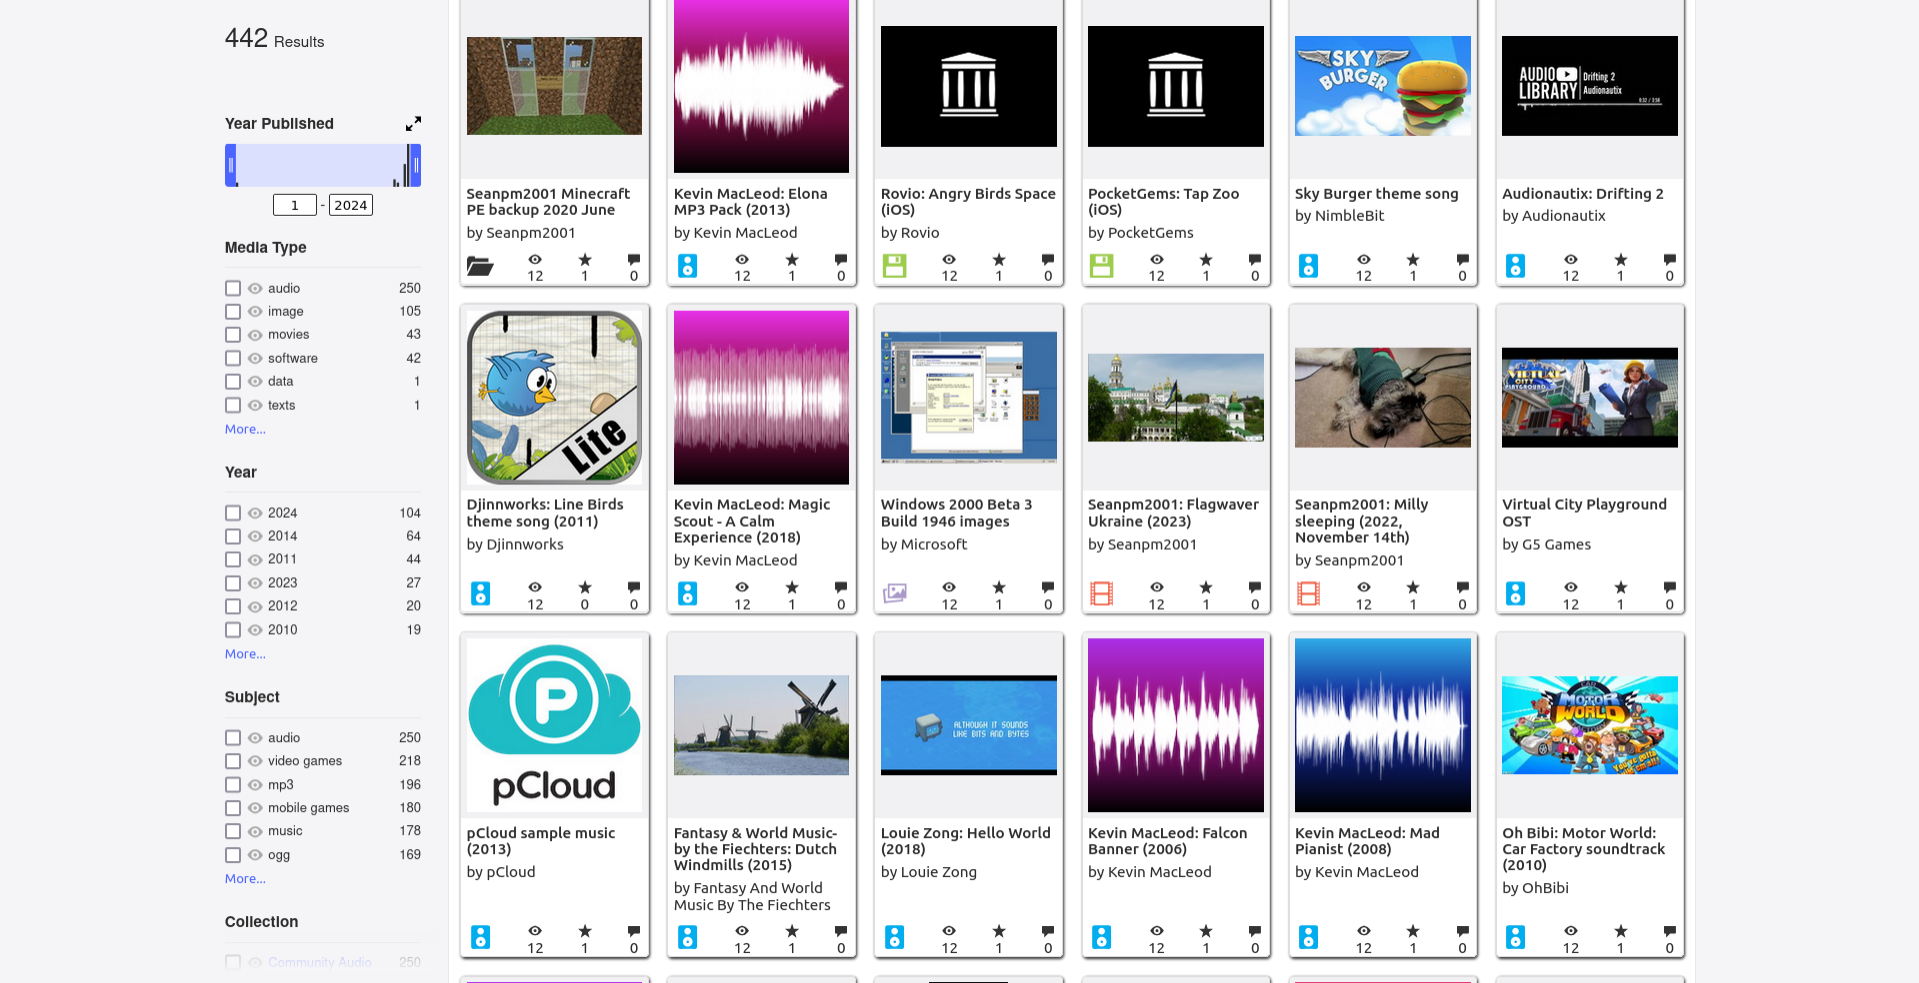 442 Results
Year Published
1 - 2024
Media Type
audio 250
image 105
movies 43
software 42
data 1
texts 1
More...
Year
2024 104
2014 64
2011 44
2023 27
2012 20
2010 19
More...
Subject
audio 250
video games 218
mp3 196
mobile games 180
music 178
ogg 169
More...
Collection
Community Audio 250
Seanpm2001 Minecraft
PE backup 2020 June
by Seanpm2001
12 1 0
Kevin MacLeod: Elona
MP3 Pack (2013)
by Kevin MacLeod
12 1 0
Rovio: Angry Birds Space
(iOS)
by Rovio
12 1 0
PocketGems: Tap Zoo
(iOS)
by PocketGems
12 1 0
SKY
BURGER
Sky Burger theme song
by NimbleBit
12 1 0
AUDIO
LIBRARY
Drifting 2
Audionautix
Audionautix: Drifting 2
by Audionautix
12 1 0
Lite
Djinnworks: Line Birds
theme song (2011)
by Djinnworks
12 0 0
Kevin MacLeod: Magic
Scout - A Calm
Experience (2018)
by Kevin MacLeod
12 1 0
Windows 2000 Beta 3
Build 1946 images
by Microsoft
12 1 0
Seanpm2001: Flagwaver
Ukraine (2023)
by Seanpm2001
12 1 0
Seanpm2001: Milly
sleeping (2022,
November 14th)
by Seanpm2001
12 1 0
VIRTUAL
CITY
PLAYGROUND
Virtual City Playground
OST
by G5 Games
12 1 0
P
pCloud
pCloud sample music
(2013)
by pCloud
12 1 0
Fantasy & World Music-
by the Fiechters: Dutch
Windmills (2015)
by Fantasy And World
Music By The Fiechters
12 1 0
ALTHOUGH IT SOUNDS
LIKE BITS AND BYTES
Louie Zong: Hello World
(2018)
by Louie Zong
12 1 0
Kevin MacLeod: Falcon
Banner (2006)
by Kevin MacLeod
12 1 0
Kevin MacLeod: Mad
Pianist (2008)
by Kevin MacLeod
12 1 0
MOTOR
WORLD
Oh Bibi: Motor World:
Car Factory soundtrack
(2010)
by OhBibi
12 1 0